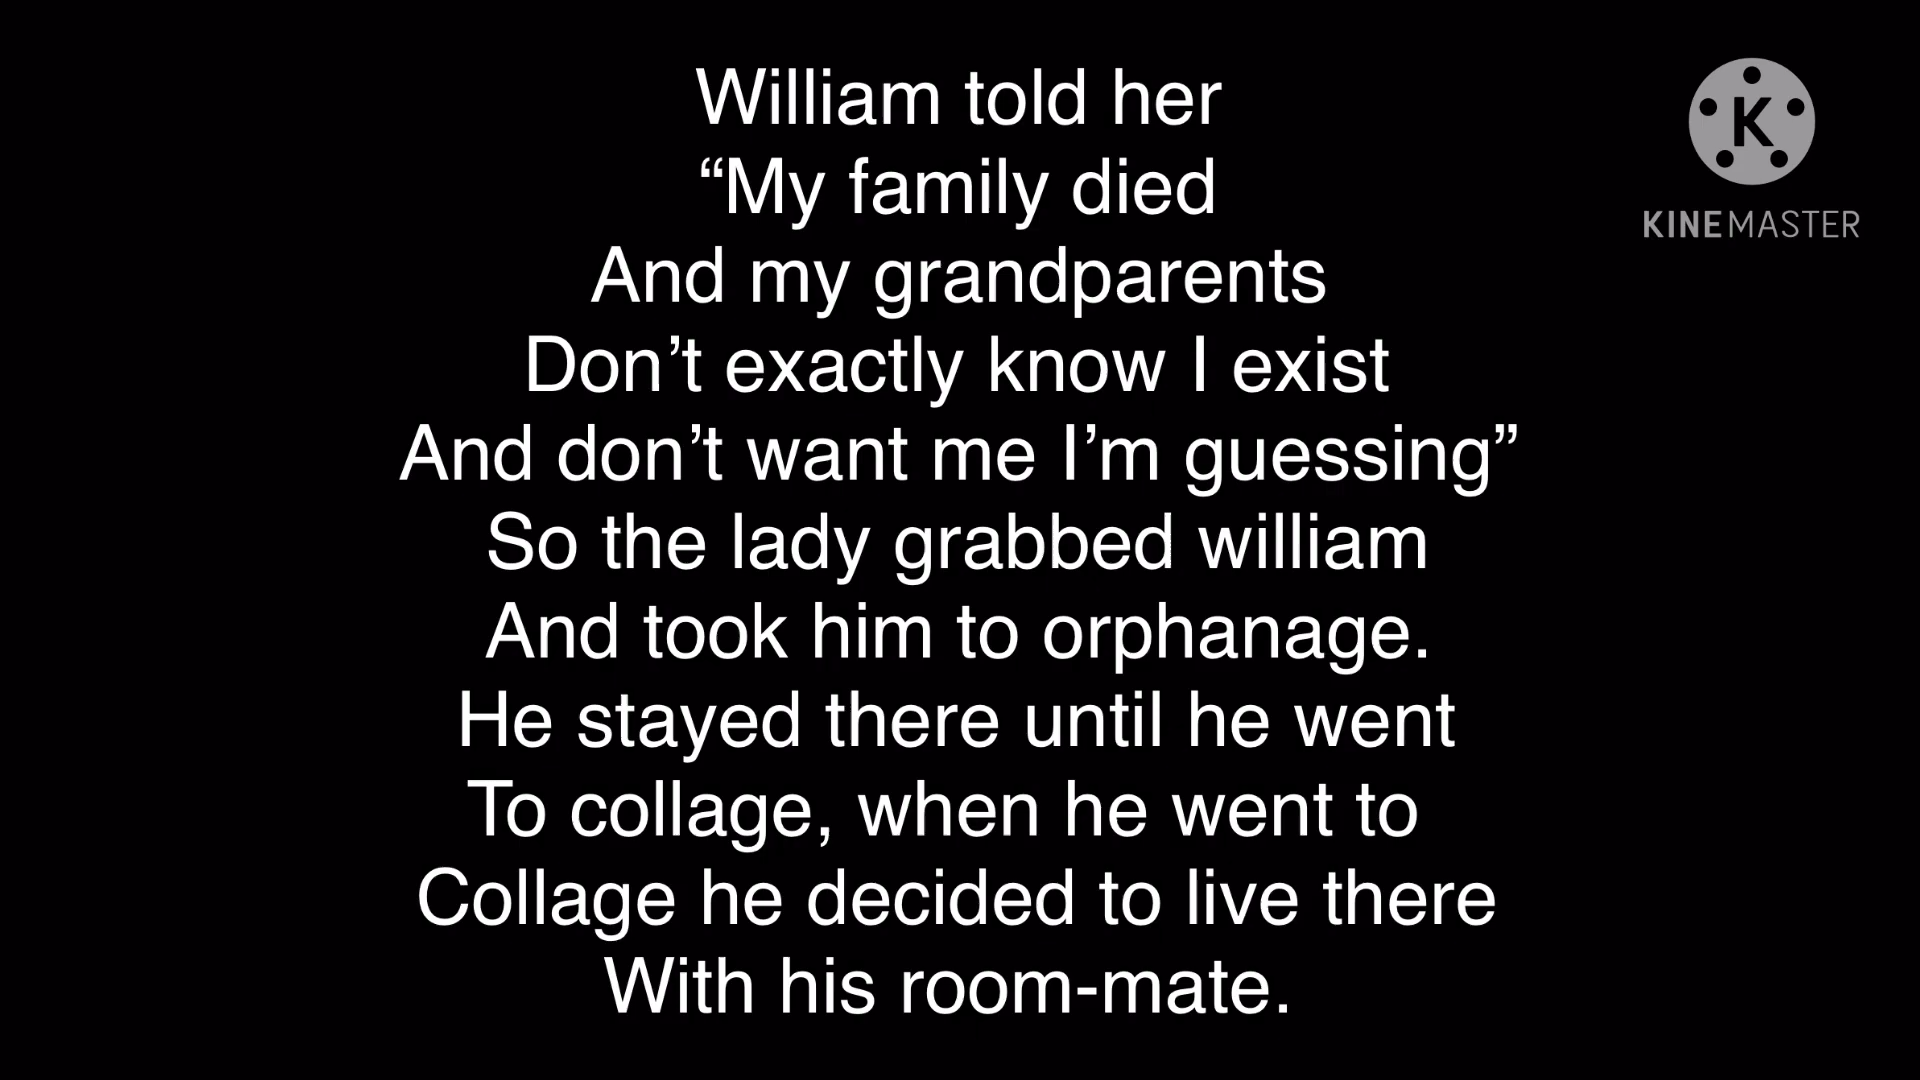 William told her
“My family died
And my grandparents
Don’t exactly know I exist
And don’t want me I’m guessing”
So the lady grabbed william
And took him to orphanage.
He stayed there until he went
To collage, when he went to
Collage he decided to live there
With his room-mate.
K
KINEMASTER